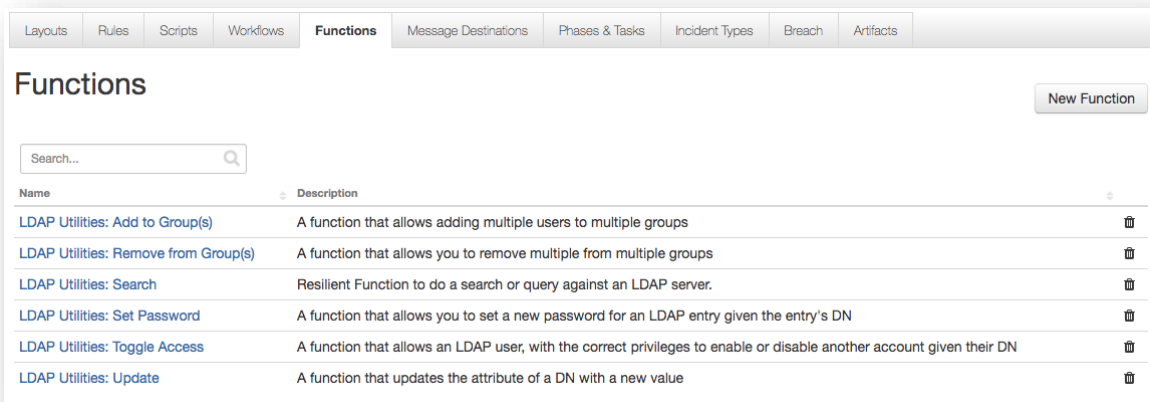 Layouts Rules Scripts Workflows Functions Message Destinations Phases & Tasks Incident Types Breach Artifacts
Functions
New Function
Search...
Name Description
LDAP Utilities: Add to Group(s) A function that allows adding multiple users to multiple groups
LDAP Utilities: Remove from Group(s) A function that allows you to remove multiple from multiple groups
LDAP Utilities: Search Resilient Function to do a search or query against an LDAP server.
LDAP Utilities: Set Password A function that allows you to set a new password for an LDAP entry given the entry's DN
LDAP Utilities: Toggle Access A function that allows an LDAP user, with the correct privileges to enable or disable another account given their DN
LDAP Utilities: Update A function that updates the attribute of a DN with a new value